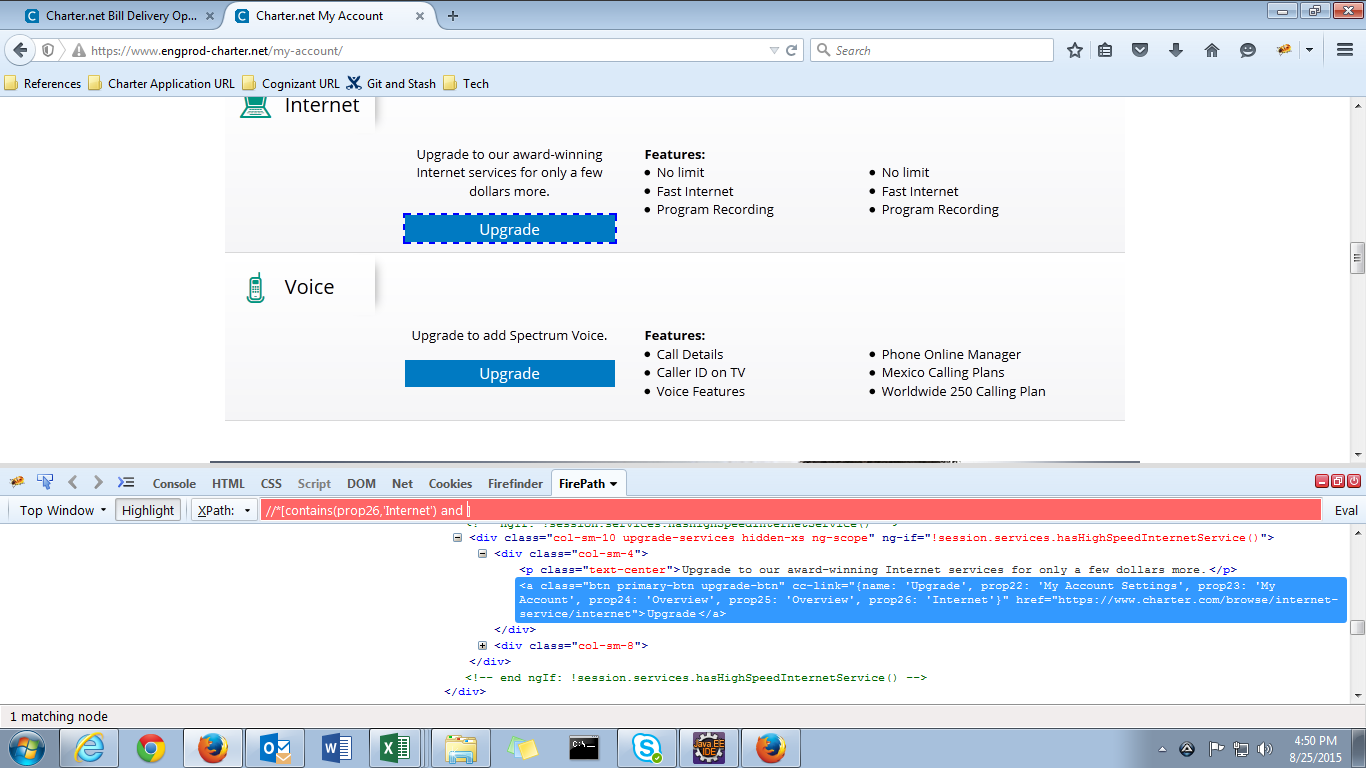 Charter.net Bill Delivery Op...
Charter.net My Account
https://www.engprod-charter.net/my-account/
Search
References
Charter Application URL
Cognizant URL
Git and Stash
Tech
Internet
Upgrade to our award-winning
Internet services for only a few
dollars more.
Upgrade
Features:
No limit
Fast Internet
Program Recording
No limit
Fast Internet
Program Recording
Voice
Upgrade to add Spectrum Voice.
Upgrade
Features:
Call Details
Caller ID on TV
Voice Features
Phone Online Manager
Mexico Calling Plans
Worldwide 250 Calling Plan
Console
HTML
CSS
Script
DOM
Net
Cookies
Firefinder
FirePath
Top Window
Highlight
XPath:
//*[contains(prop26,'Internet') and ]
Eval
<!-- ngIf: !session.services.hasHighSpeedInternetService() -->
<div class="col-sm-10 upgrade-services hidden-xs ng-scope" ng-if="!session.services.hasHighSpeedInternetService()">
<div class="col-sm-4">
<p class="text-center">Upgrade to our award-winning Internet services for only a few dollars more.</p>
<a class="btn primary-btn upgrade-btn" cc-link="{name: 'Upgrade', prop22: 'My Account Settings', prop23: 'My
Account', prop24: 'Overview', prop25: 'Overview', prop26: 'Internet'}" href="https://www.charter.com/browse/internet-
service/internet">Upgrade</a>
</div>
<div class="col-sm-8">
</div>
<!-- end ngIf: !session.services.hasHighSpeedInternetService() -->
</div>
1 matching node
C:\_
Java EE
IDE
4:50 PM
8/25/2015